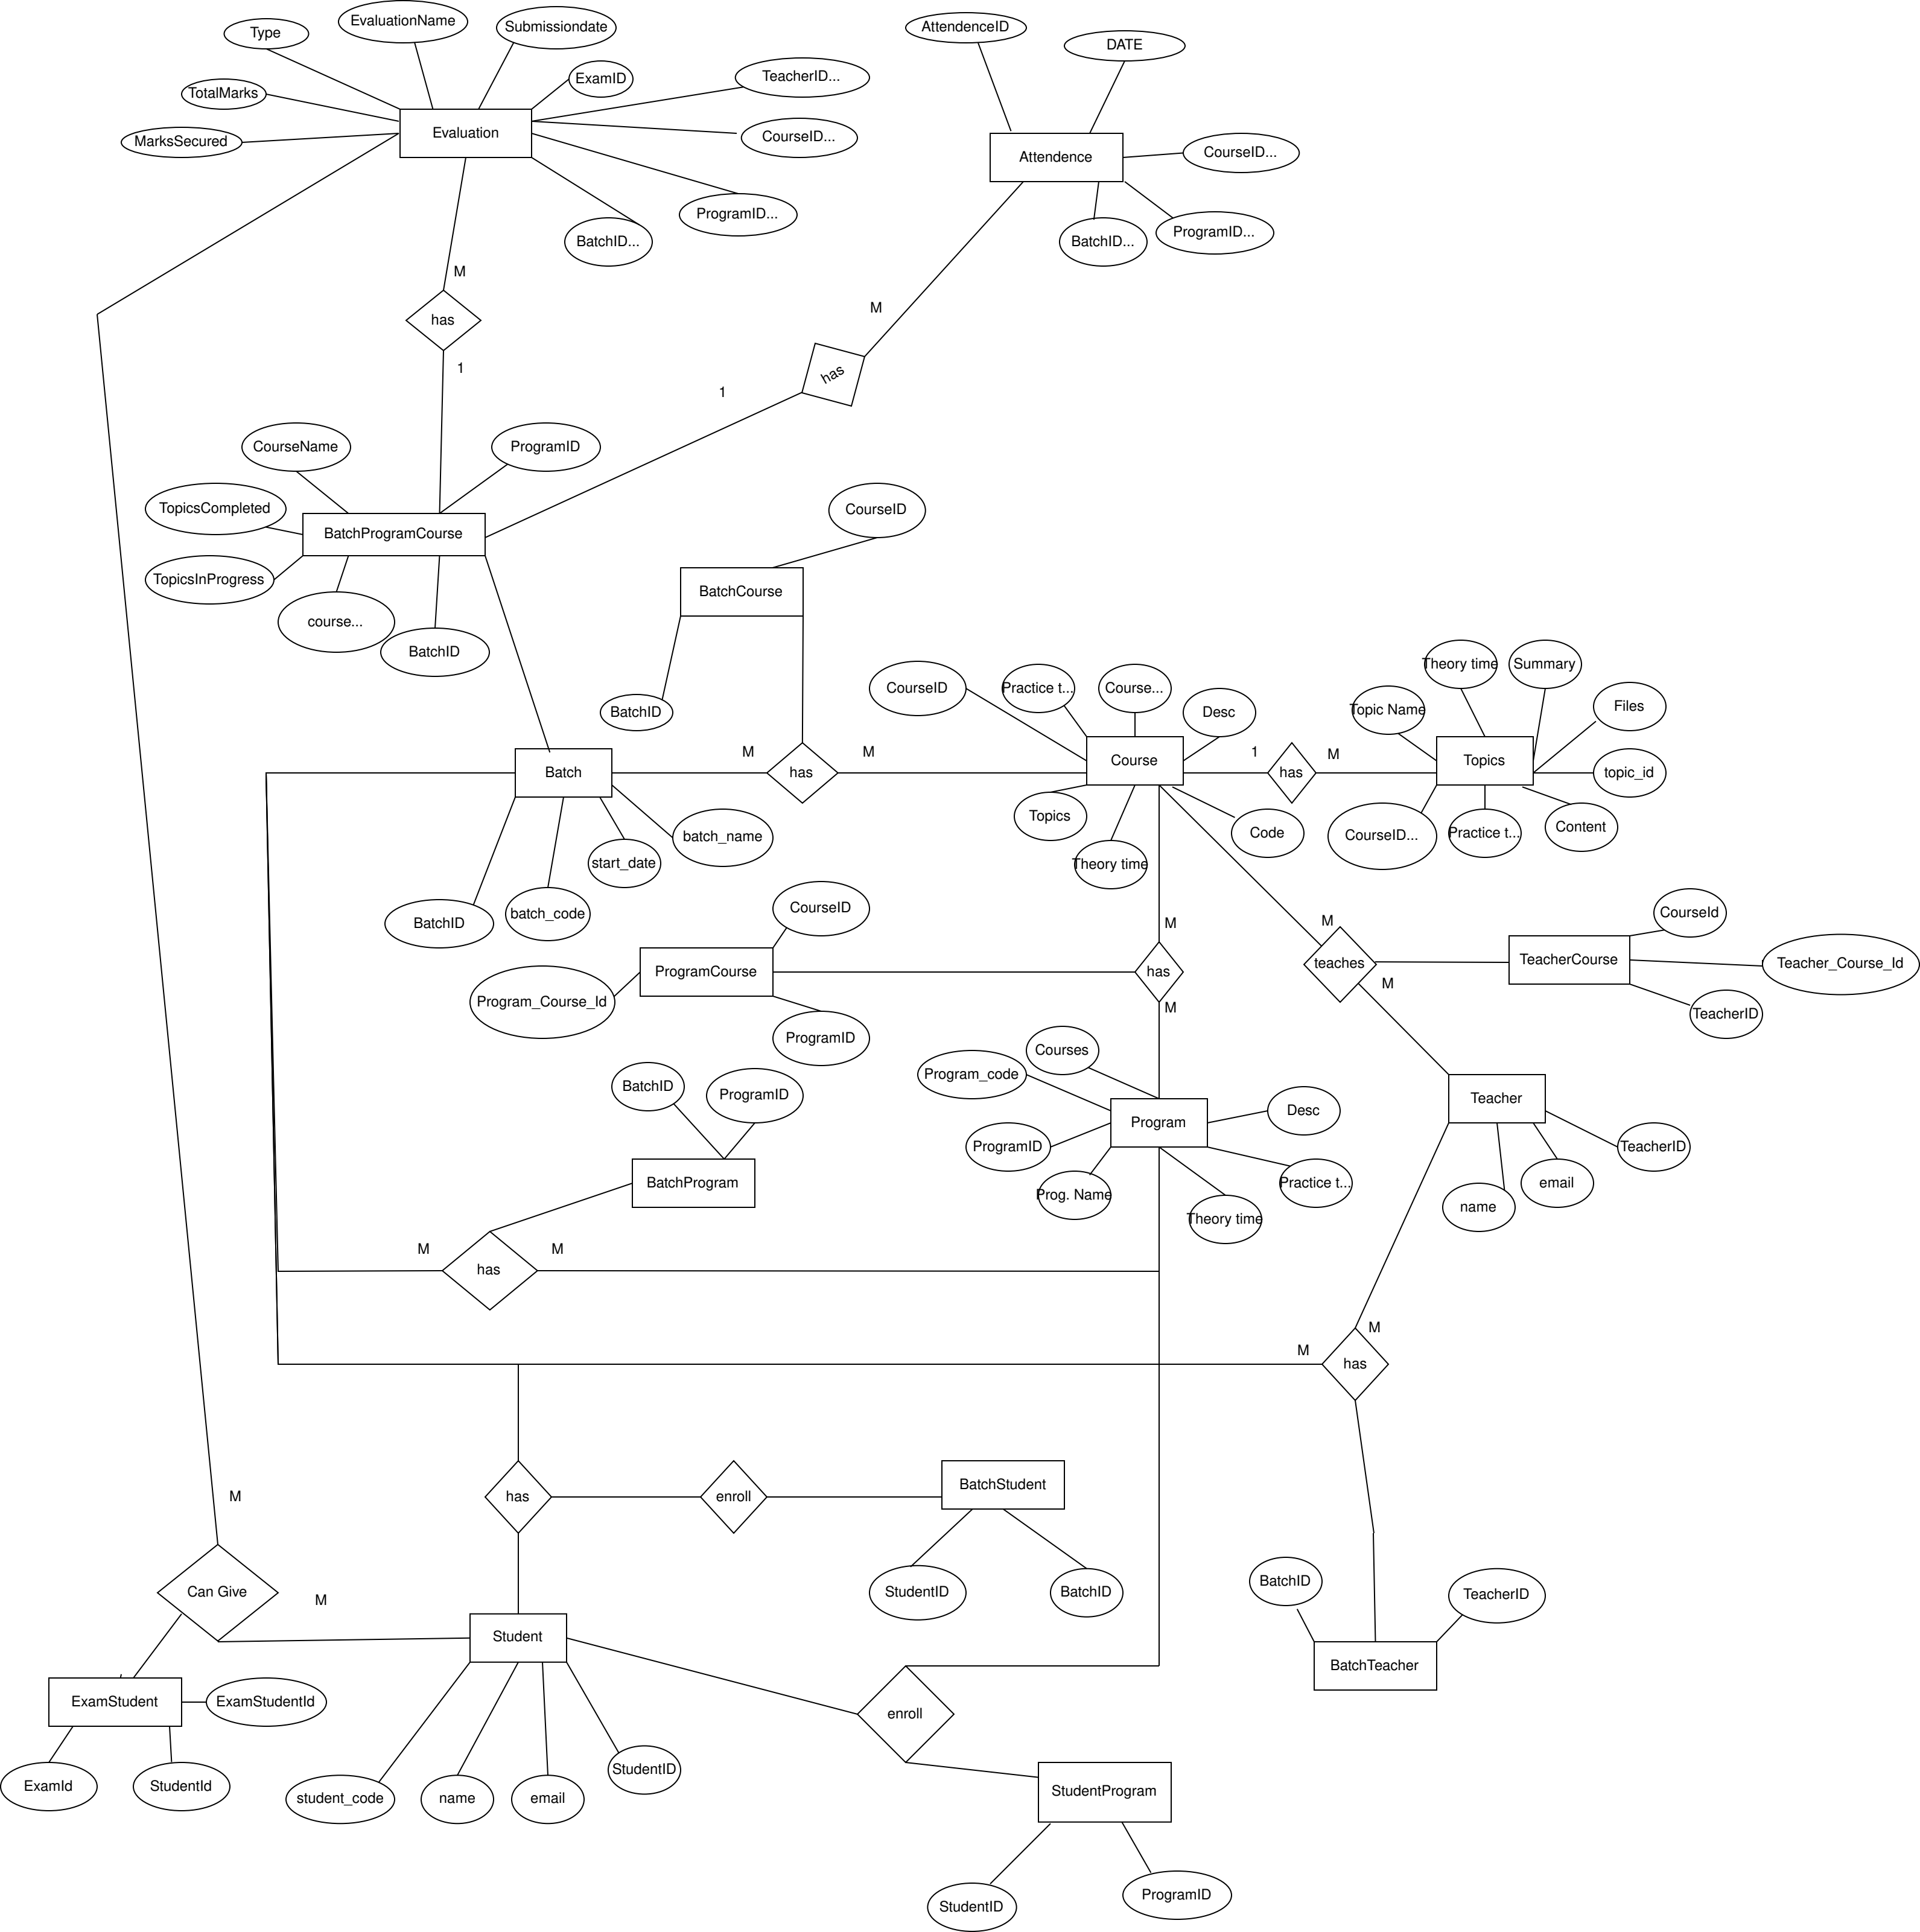 EvaluationName
Submissiondate
Type
AttendenceID
DATE
ExamID
TeacherID...
TotalMarks
Evaluation
CourseID...
MarksSecured
Attendence
CourseID...
ProgramID...
BatchID...
ProgramID...
BatchID...
M
M
has
1
has
1
CourseName
ProgramID
TopicsCompleted
CourseID
BatchProgramCourse
TopicsInProgress
BatchCourse
course...
BatchID
BatchID
CourseID
Practice t...
Course...
Desc
Theory time
Summary
Topic Name
Files
Batch
M
has
M
Course
1
has
M
Topics
topic_id
Topics
Code
CourseID...
Practice t...
Content
batch_name
start_date
Theory time
BatchID
batch_code
CourseID
M
M
CourseId
ProgramCourse
has
teaches
TeacherCourse
Teacher_Course_Id
Program_Course_Id
M
M
TeacherID
ProgramID
Courses
Program_code
BatchID
ProgramID
Program
Desc
Teacher
ProgramID
TeacherID
BatchProgram
Prog. Name
Practice t...
email
name
Theory time
M
has
M
M
M
has
M
has
enroll
BatchStudent
Can Give
M
StudentID
BatchID
BatchID
TeacherID
Student
BatchTeacher
ExamStudent
ExamStudentId
enroll
ExamId
StudentId
student_code
name
email
StudentID
StudentProgram
StudentID
ProgramID